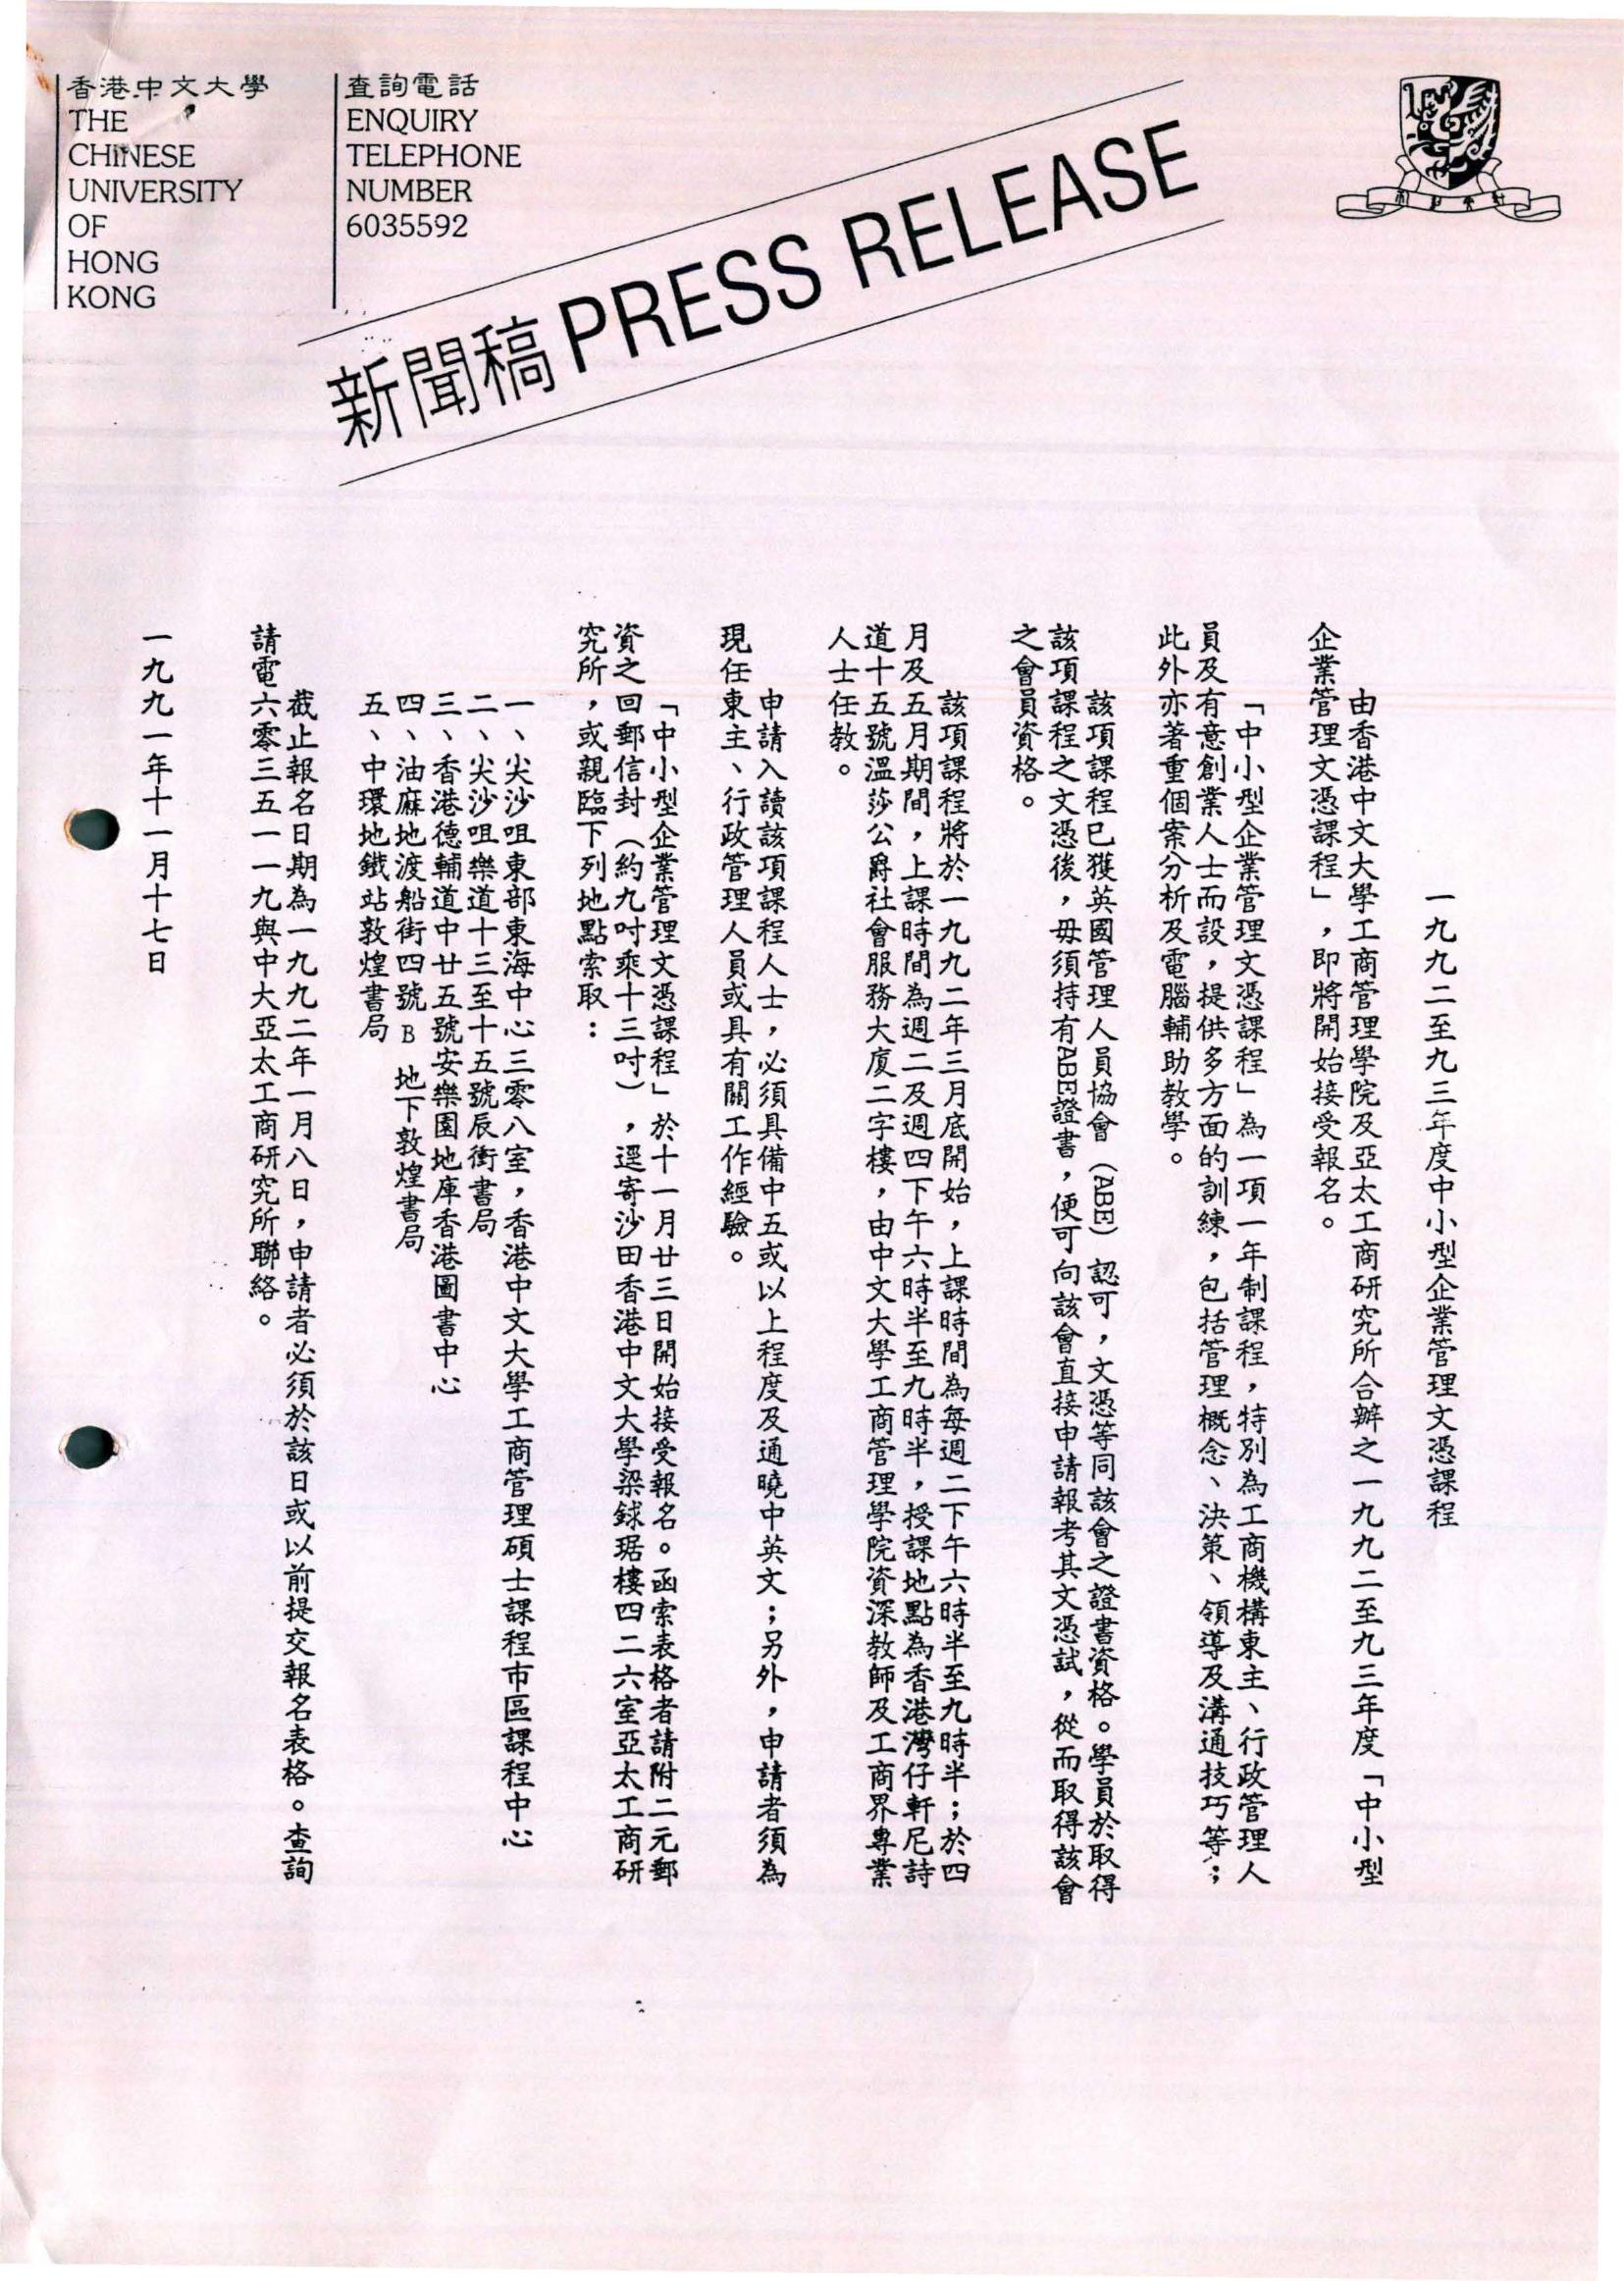 香港中文大學
THE
CHINESE
UNIVERSITY
OF
HONG
KONG
查詢電話
ENQUIRY
TELEPHONE
NUMBER
6035592
新聞稿 PRESS RELEASE
一九九二至九三年度中小型企業管理文憑課程
由香港中文大學工商管理學院及亞太工商研究所合辦之一九九二至九三年度「中小型
企業管理文憑課程」，即將開始接受報名。
「中小型企業管理文憑課程」為一項一年制課程，特別為工商機構東主、行政管理人
員及有意創業人士而設，提供多方面的訓練，包括管理概念、決策、領導及溝通技巧等；
此外亦著重個案分析及電腦輔助教學。
該項課程已獲英國管理人員協會（ABE）認可，文憑等同該會之證書資格。學員於取得
該項課程之文憑後，毋須持有ABE證書，便可向該會直接申請報考其文憑試，從而取得該會
之會員資格。
該項課程將於一九九二年三月底開始，上課時間為每週二下午六時半至九時半；於四
月及五月期間，上課時間為週二及週四下午六時半至九時半，授課地點為香港灣仔軒尼詩
道十五號溫莎公爵社會服務大廈二字樓，由中文大學工商管理學院資深教師及工商界專業
人士任教。
申請入讀該項課程人士，必須具備中五或以上程度及通曉中英文；另外，申請者須為
現任東主、行政管理人員或具有關工作經驗。
「中小型企業管理文憑課程」於十一月廿三日開始接受報名。函索表格者請附二元郵
資之回郵信封（約九吋乘十三吋），逕寄沙田香港中文大學梁銶琚樓四二六室亞太工商研
究所，或親臨下列地點索取：
一、尖沙咀東部東海中心三零八室，香港中文大學工商管理碩士課程市區課程中心
二、尖沙咀樂道十三至十五號辰衝書局
三、香港德輔道中廿五號安樂園地庫香港圖書中心
四、油麻地渡船街四號B 地下敦煌書局
五、中環地鐵站敦煌書局
截止報名日期為一九九二年一月八日，申請者必須於該日或以前提交報名表格。查詢
請電六零三五一一九與中大亞太工商研究所聯絡。
一九九一年十一月十七日